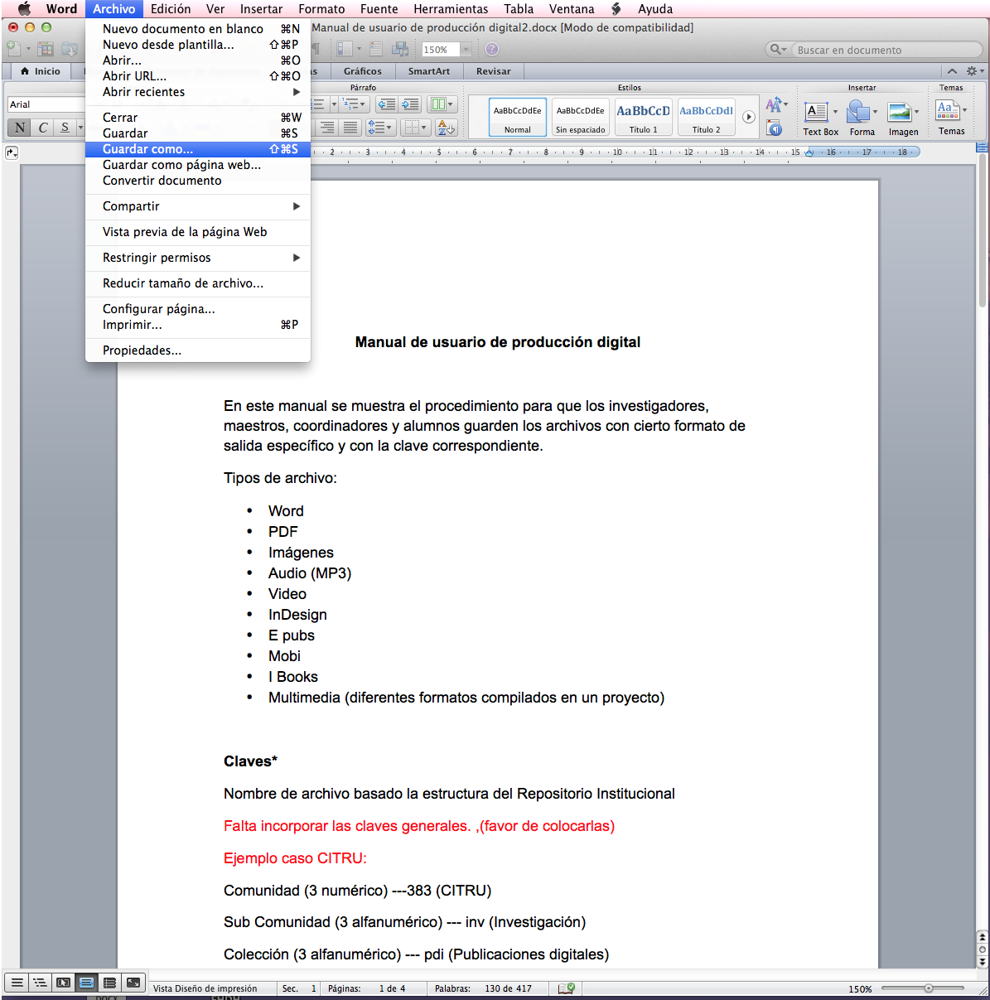 Word Archivo Edición Ver Insertar Formato Fuente Herramientas Tabla Ventana Ayuda
Manual de usuario de producción digital2.docx [Modo de compatibilidad]
Nuevo documento en blanco ⌘N
Nuevo desde plantilla... ⇧⌘P
Abrir... ⌘O
Abrir URL... ⇧⌘O
Abrir recientes ▶
Cerrar ⌘W
Guardar ⌘S
Guardar como... ⇧⌘S
Guardar como página web...
Convertir documento
Compartir ▶
Vista previa de la página Web
Restringir permisos ▶
Reducir tamaño de archivo...
Configurar página...
Imprimir... ⌘P
Propiedades...
150% Buscar en documento
Inicio Gráficos SmartArt Revisar
Párrafo Estilos Insertar Temas
Arial
N C S
AaBbCcDdEe AaBbCcDdEe AaBbCcD AaBbCcDdI
Normal Sin espaciado Título 1 Título 2
Text Box Forma Imagen Temas
2 3 4 5 6 7 8 9 10 11 12 13 14 15 16 17 18
Manual de usuario de producción digital
En este manual se muestra el procedimiento para que los investigadores,
maestros, coordinadores y alumnos guarden los archivos con cierto formato de
salida específico y con la clave correspondiente.
Tipos de archivo:
• Word
• PDF
• Imágenes
• Audio (MP3)
• Video
• InDesign
• E pubs
• Mobi
• I Books
• Multimedia (diferentes formatos compilados en un proyecto)
Claves*
Nombre de archivo basado la estructura del Repositorio Institucional
Falta incorporar las claves generales. ,(favor de colocarlas)
Ejemplo caso CITRU:
Comunidad (3 numérico) ---383 (CITRU)
Sub Comunidad (3 alfanumérico) --- inv (Investigación)
Colección (3 alfanumérico) --- pdi (Publicaciones digitales)
Vista Diseño de impresión Sec. 1 Páginas: 1 de 4 Palabras: 130 de 417 150%